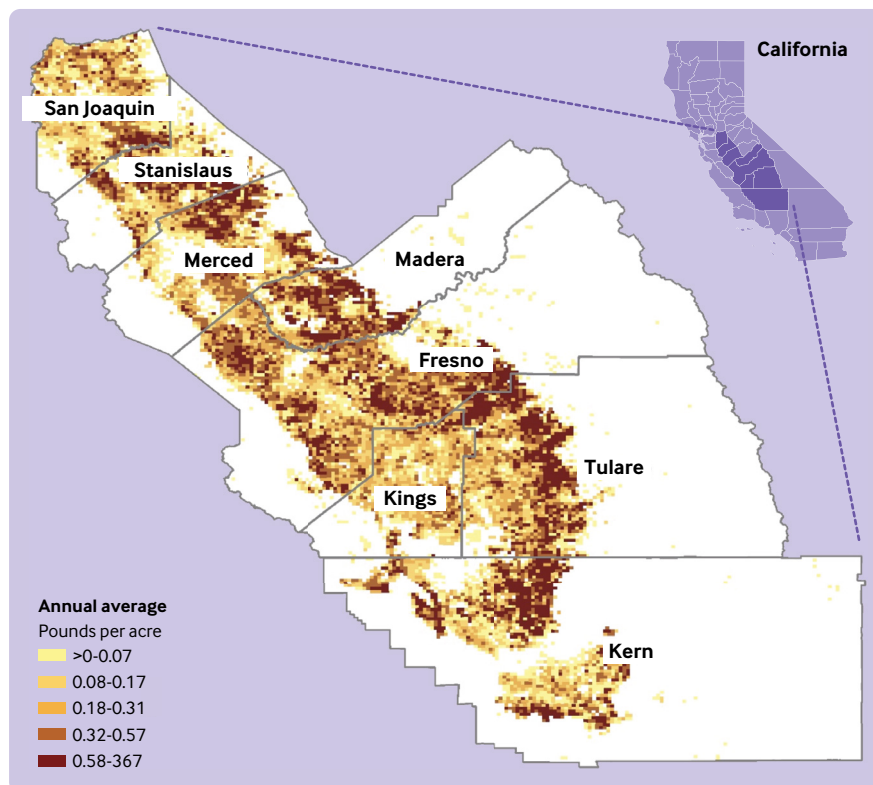 California
San Joaquin
Stanislaus
Merced
Madera
Fresno
Tulare
Kings
Kern
Annual average
Pounds per acre
>0-0.07
0.08-0.17
0.18-0.31
0.32-0.57
0.58-367